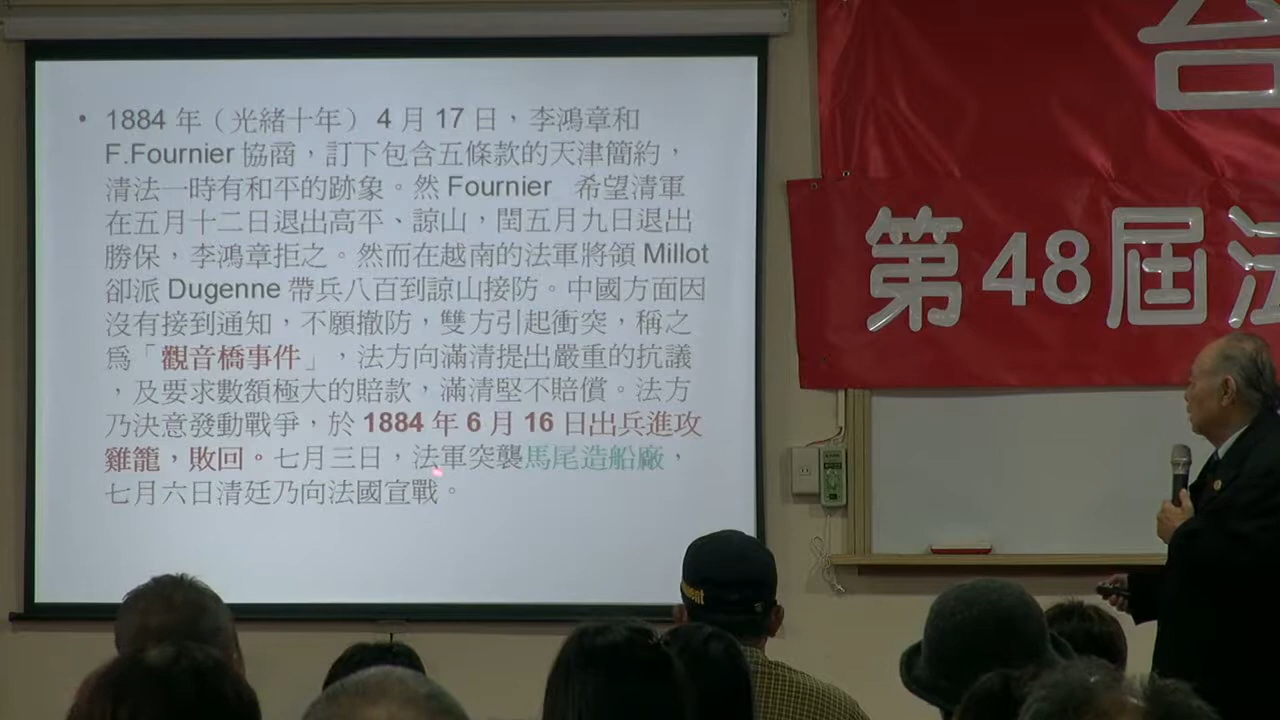 • 1884 年（光緒十年） 4 月 17 日，李鴻章和
F.Fournier 協商，訂下包含五條款的天津簡約，
清法一時有和平的跡象。然 Fournier 希望清軍
在五月十二日退出高平、諒山，閏五月九日退出
勝保，李鴻章拒之。然而在越南的法軍將領 Millot
卻派 Dugenne 帶兵八百到諒山接防。中國方面因
沒有接到通知，不願撤防，雙方引起衝突，稱之
為「觀音橋事件」，法方向滿清提出嚴重的抗議
，及要求數額極大的賠款，滿清堅不賠償。法方
乃決意發動戰爭，於 1884 年 6 月 16 日出兵進攻
雞籠，敗回。七月三日，法軍突襲馬尾造船廠，
七月六日清廷乃向法國宣戰。
台
第48屆法